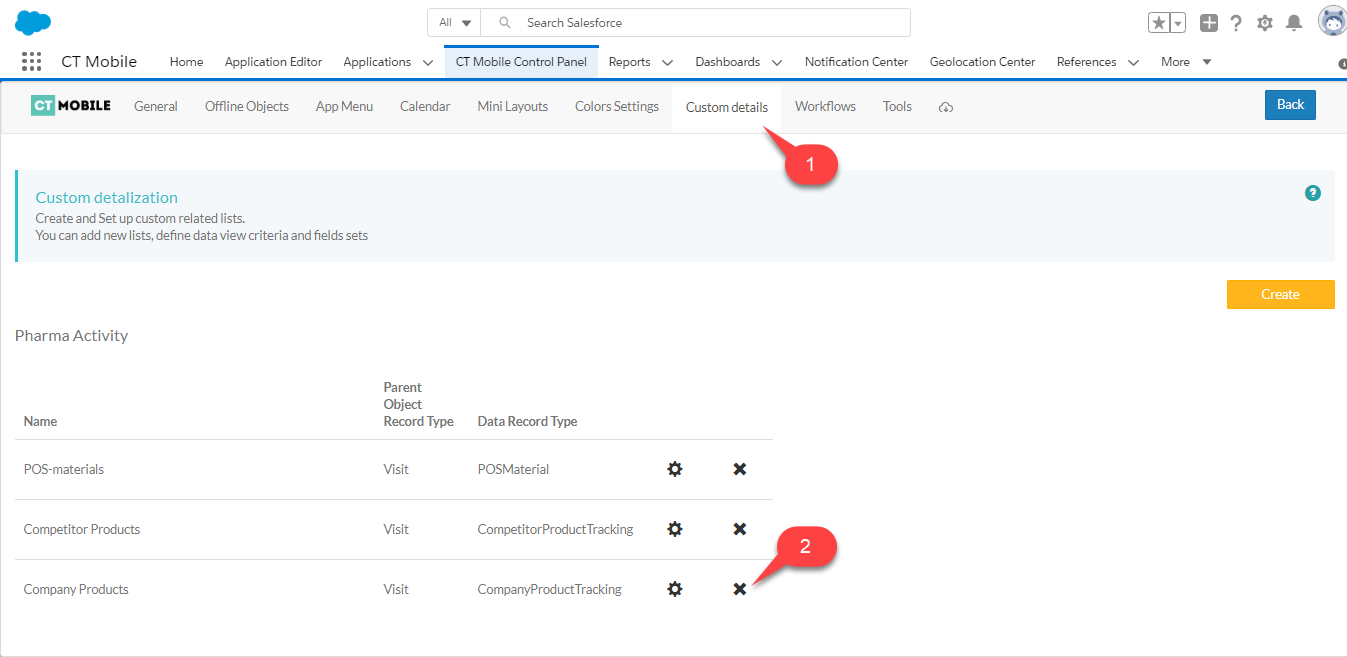 All Search Salesforce
CT Mobile Home Application Editor Applications CT Mobile Control Panel Reports Dashboards Notification Center Geolocation Center References More
CT MOBILE General Offline Objects App Menu Calendar Mini Layouts Colors Settings Custom details Workflows Tools Back
1
Custom detalization
Create and Set up custom related lists.
You can add new lists, define data view criteria and fields sets
Create
Pharma Activity
Name
Parent
Object
Record Type
Data Record Type
POS-materials Visit POSMaterial
Competitor Products Visit CompetitorProductTracking
2
Company Products Visit CompanyProductTracking